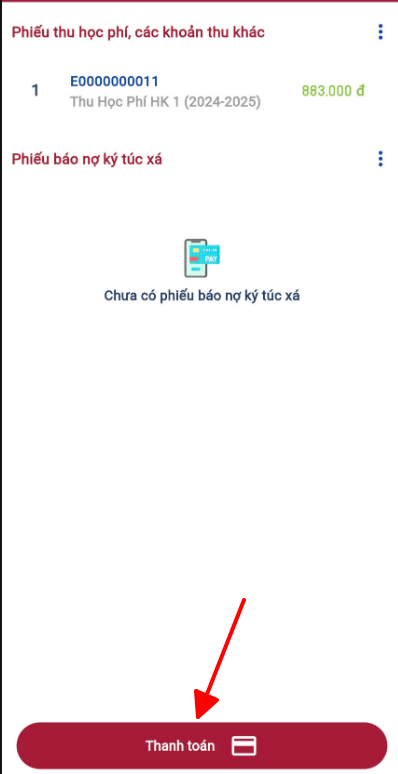 Phiếu thu học phí, các khoản thu khác
1
E0000000011
883.000 đ
Thu Học Phí HK 1 (2024-2025)
Phiếu báo nợ ký túc xá
PAY
Chưa có phiếu báo nợ ký túc xá
Thanh toán